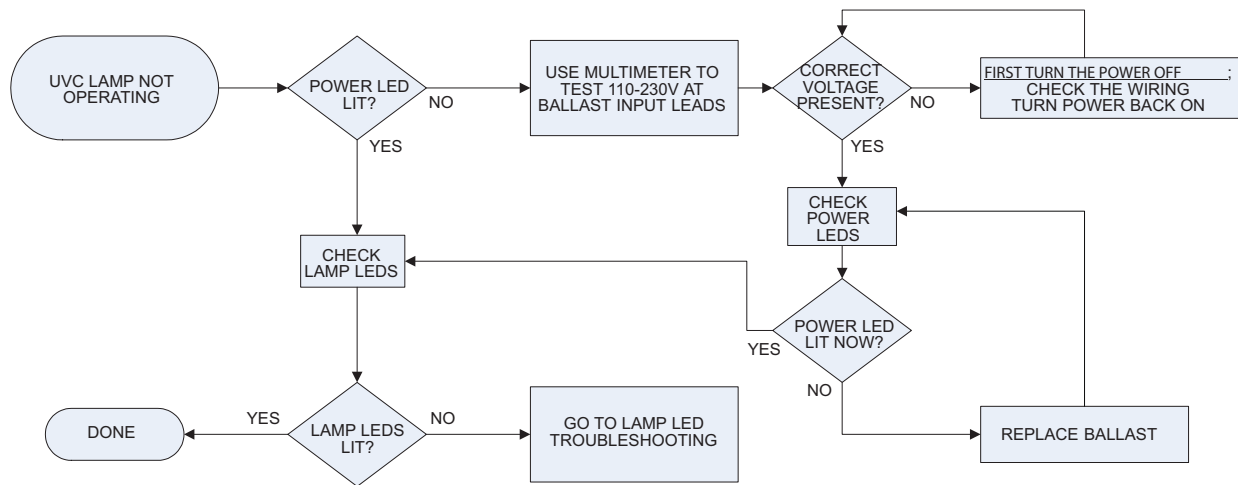 UVC LAMP NOT
OPERATING
POWER LED
LIT?
NO
YES
USE MULTIMETER TO
TEST 110-230V AT
BALLAST INPUT LEADS
CORRECT
VOLTAGE
PRESENT?
NO
YES
FIRST TURN THE POWER OFF ;
CHECK THE WIRING
TURN POWER BACK ON
CHECK
POWER
LEDS
CHECK
LAMP LEDS
POWER LED
LIT NOW?
YES
NO
DONE
YES
LAMP LEDS
LIT?
NO
GO TO LAMP LED
TROUBLESHOOTING
REPLACE BALLAST